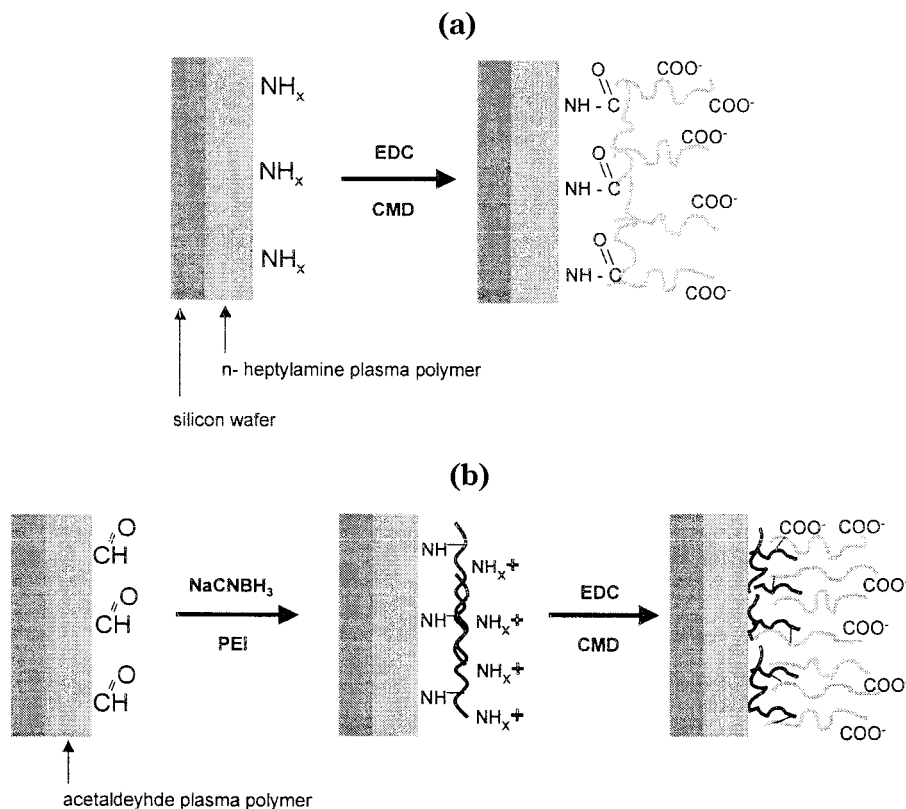 (a)
NHx
NHx
NHx
EDC
CMD
O
NH - C
O
NH - C
O
NH - C
COO-
COO-
COO-
COO-
COO-
n- heptylamine plasma polymer
silicon wafer
(b)
O
CH
O
CH
O
CH
NaCNBH3
PEI
NH
NH
NH
NHx+
NHx+
NHx+
NHx+
EDC
CMD
COO-
COO-
COO-
COO-
COO-
COO-
acetaldeyhde plasma polymer